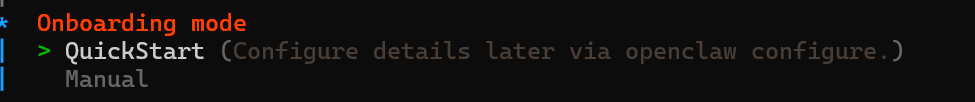 * Onboarding mode
> QuickStart (Configure details later via openclaw configure.)
Manual